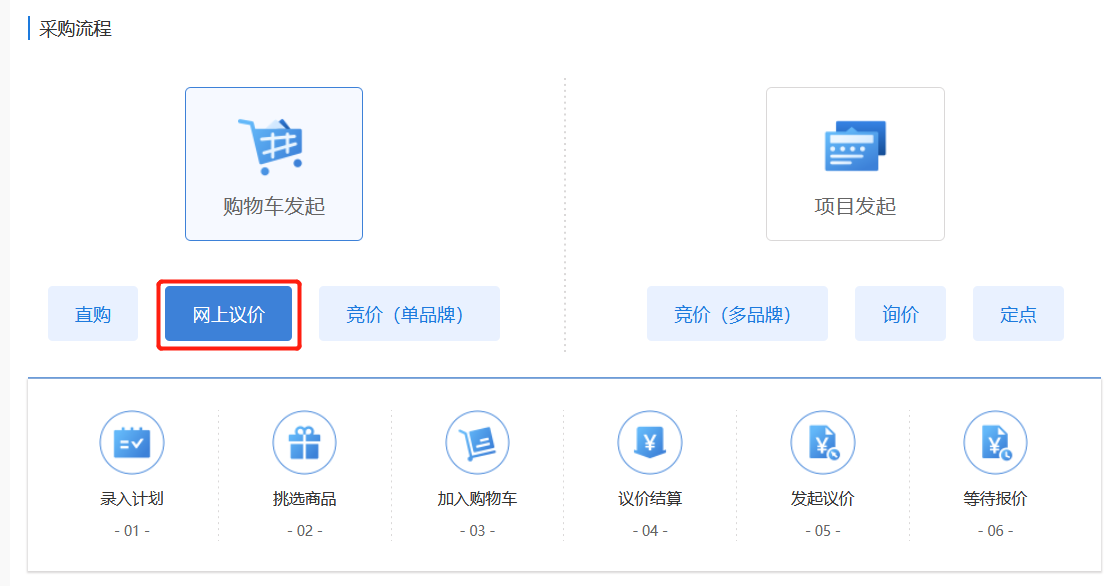 采购流程
购物车发起
项目发起
直购
网上议价
竞价（单品牌）
竞价（多品牌）
询价
定点
录入计划
挑选商品
加入购物车
议价结算
发起议价
等待报价
- 01 -
- 02 -
- 03 -
- 04 -
- 05 -
- 06 -